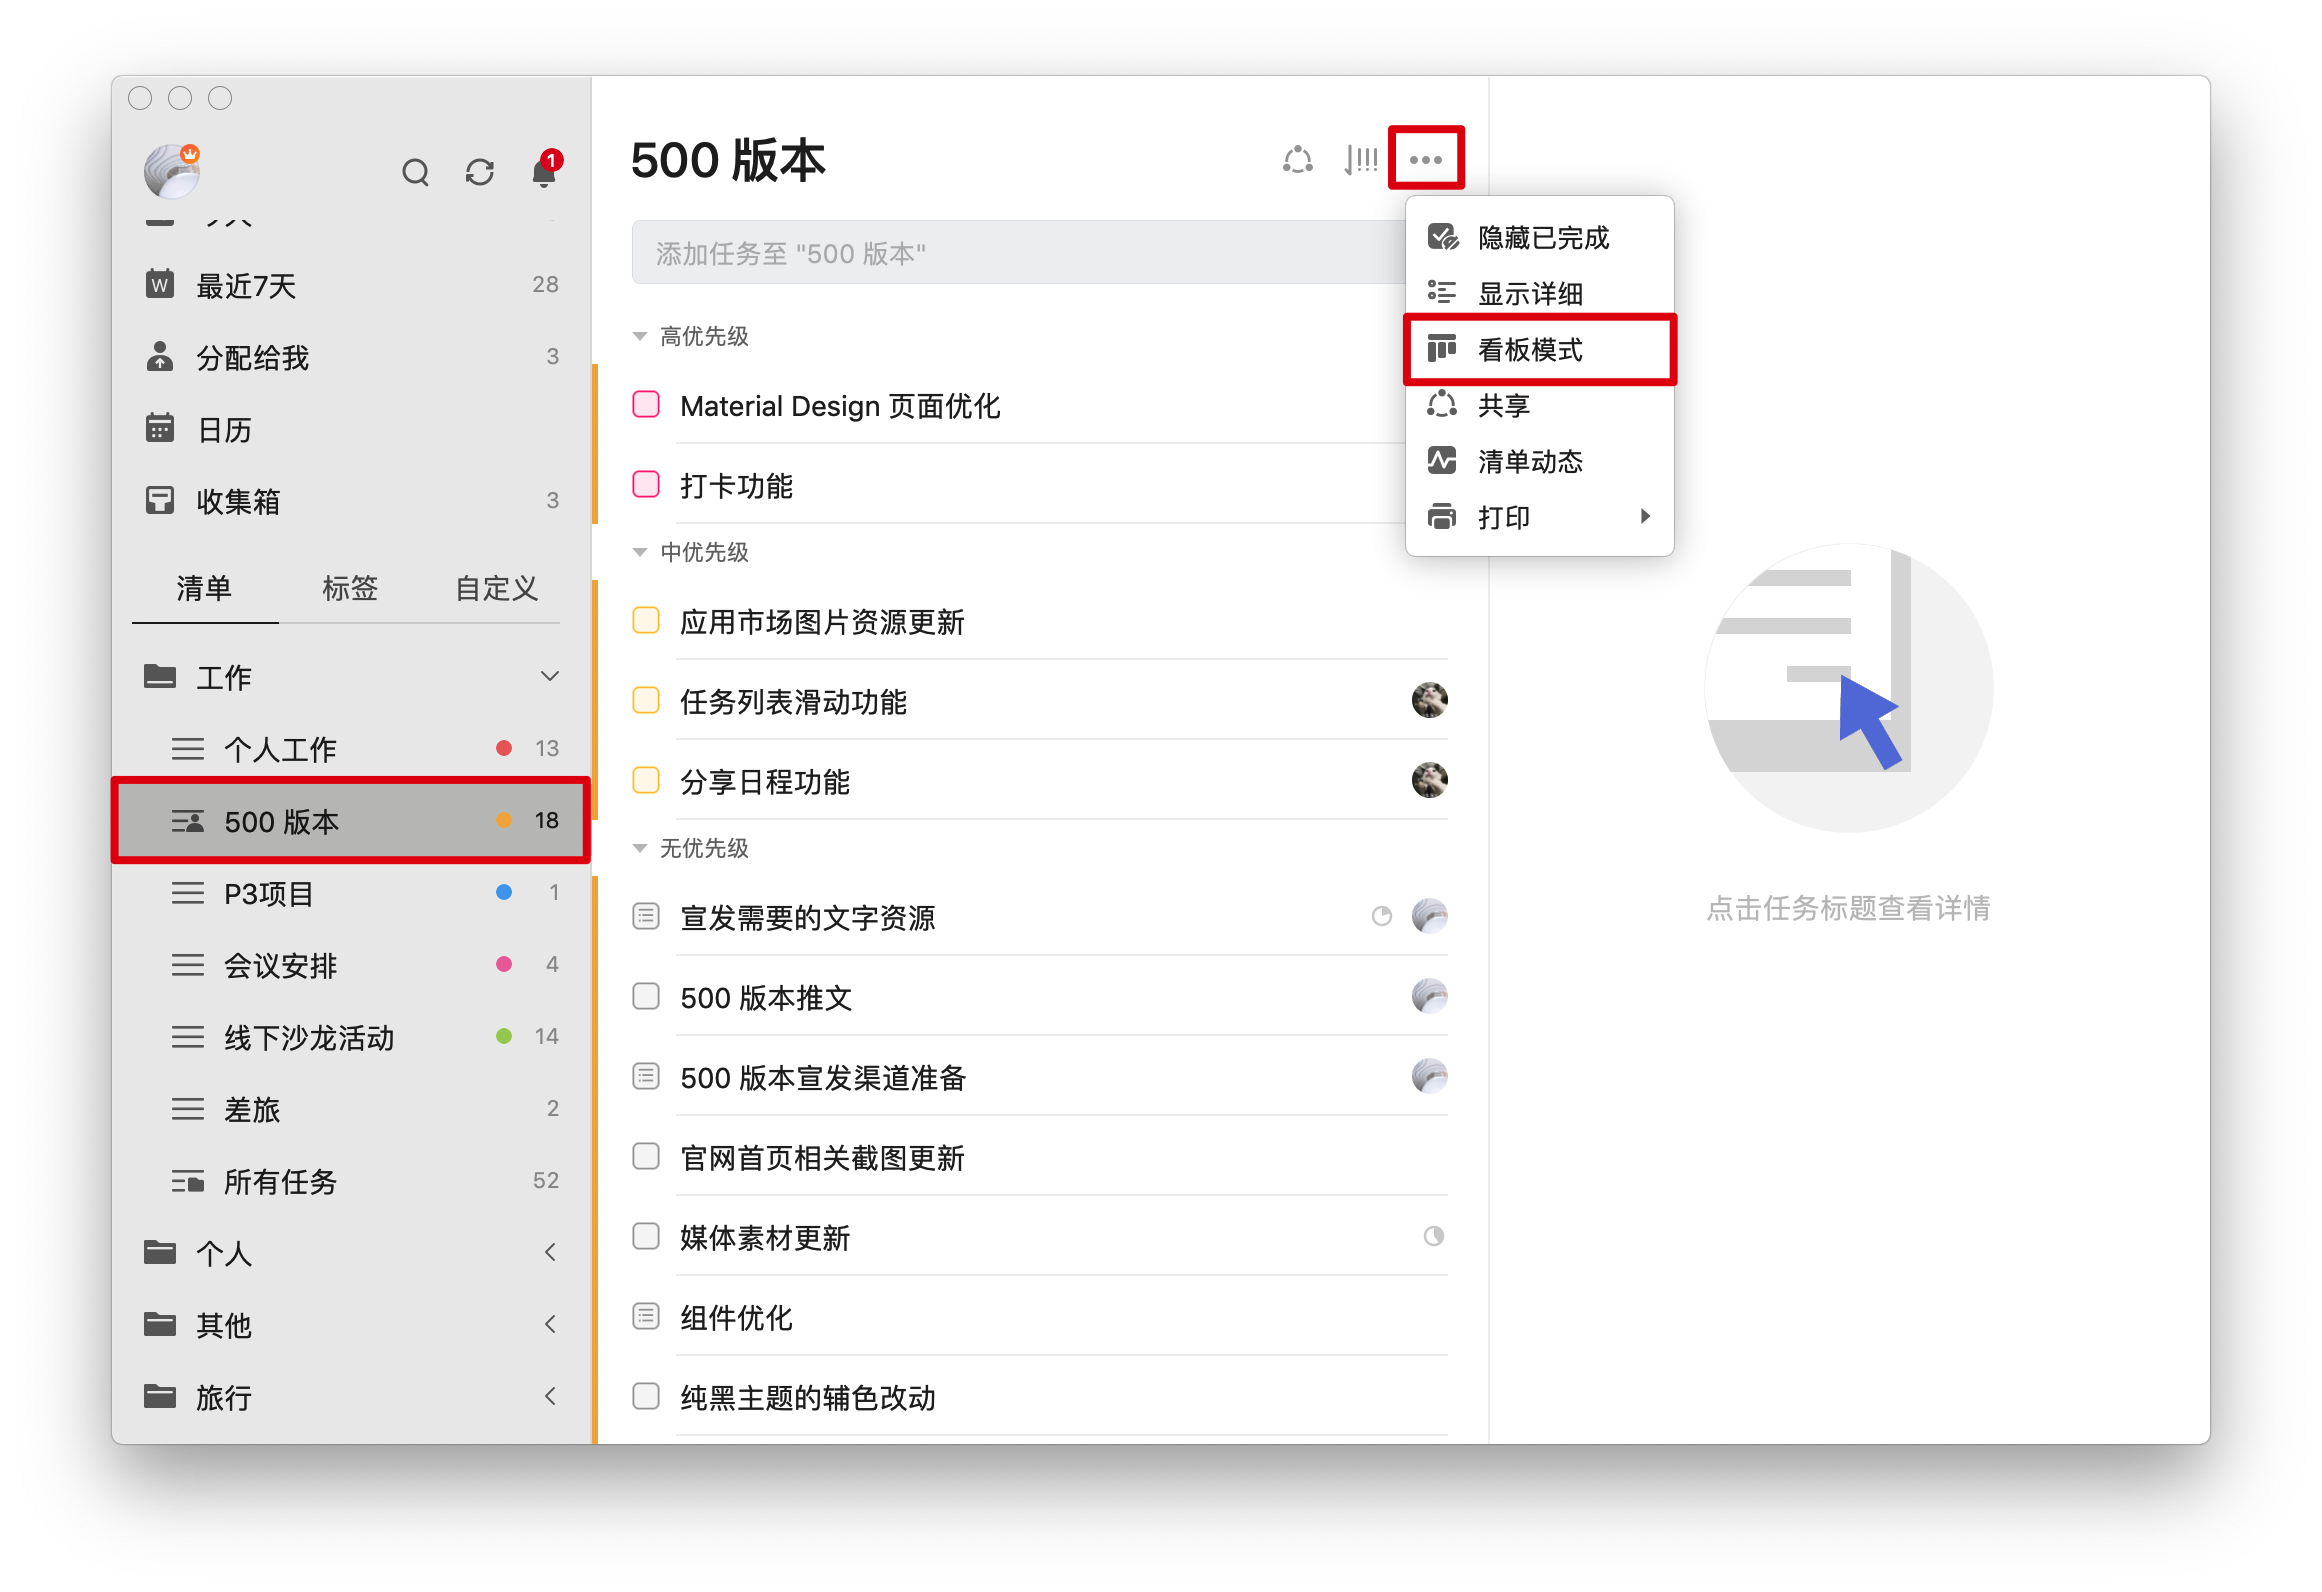 1
最近7天 28
分配给我 3
日历
收集箱 3
清单 标签 自定义
工作
个人工作 13
500 版本 18
P3项目 1
会议安排 4
线下沙龙活动 14
差旅 2
所有任务 52
个人
其他
旅行
500 版本
添加任务至 "500 版本"
高优先级
Material Design 页面优化
打卡功能
中优先级
应用市场图片资源更新
任务列表滑动功能
分享日程功能
无优先级
宣发需要的文字资源
500 版本推文
500 版本宣发渠道准备
官网首页相关截图更新
媒体素材更新
组件优化
纯黑主题的辅色改动
隐藏已完成
显示详细
看板模式
共享
清单动态
打印
点击任务标题查看详情